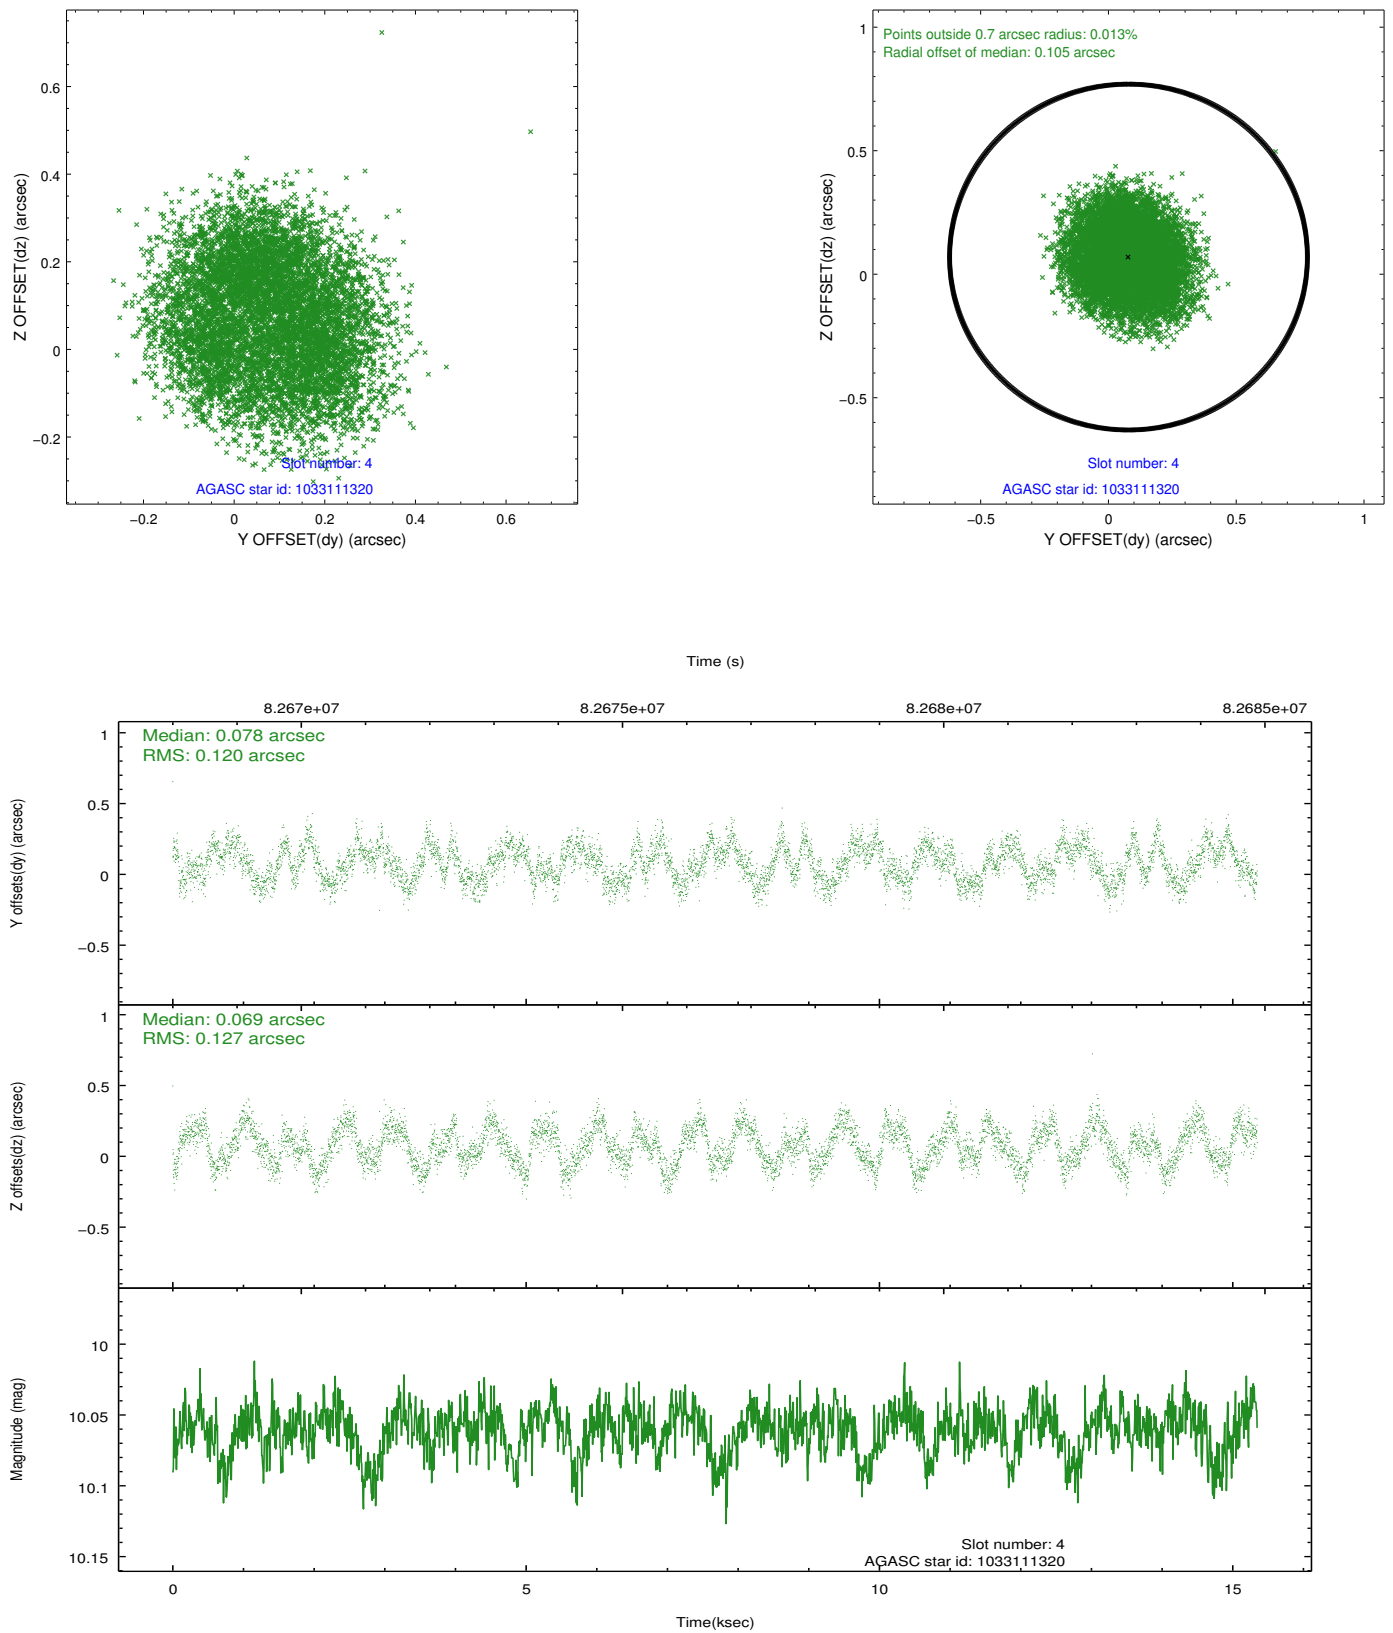 0.6
0.4
0.2
0
−0.2
−0.2
0
0.2
0.4
0.6
Z OFFSET(dz) (arcsec)
Y OFFSET(dy) (arcsec)
Slot number: 4
AGASC star id: 1033111320
Points outside 0.7 arcsec radius: 0.013%
Radial offset of median: 0.105 arcsec
1
0.5
0
−0.5
−0.5
0
0.5
1
Z OFFSET(dz) (arcsec)
Y OFFSET(dy) (arcsec)
Slot number: 4
AGASC star id: 1033111320
Time (s)
8.267e+07
8.2675e+07
8.268e+07
8.2685e+07
Median: 0.078 arcsec
RMS: 0.120 arcsec
1
0.5
0
−0.5
Y offsets(dy) (arcsec)
Median: 0.069 arcsec
RMS: 0.127 arcsec
1
0.5
0
−0.5
Z offsets(dz) (arcsec)
10
10.05
10.1
10.15
Magnitude (mag)
Slot number: 4
AGASC star id: 1033111320
0
5
10
15
Time(ksec)